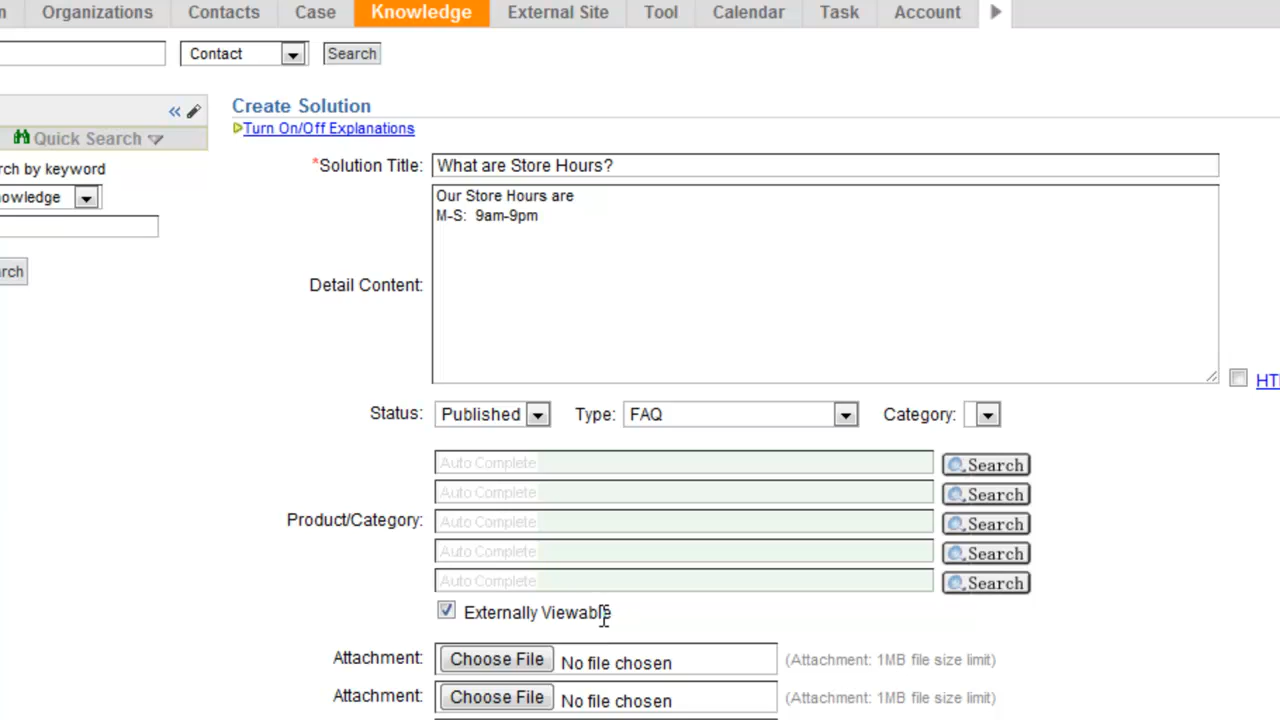 n Organizations Contacts Case Knowledge External Site Tool Calendar Task Account
Contact Search
Create Solution
Turn On/Off Explanations
Quick Search
rch by keyword
owledge
rch
*Solution Title: What are Store Hours?
Our Store Hours are
M-S: 9am-9pm
Detail Content:
HT
Status: Published Type: FAQ Category:
Auto Complete Search
Auto Complete Search
Product/Category: Auto Complete Search
Auto Complete Search
Auto Complete Search
Externally Viewable
Attachment: Choose File No file chosen (Attachment: 1MB file size limit)
Attachment: Choose File No file chosen (Attachment: 1MB file size limit)